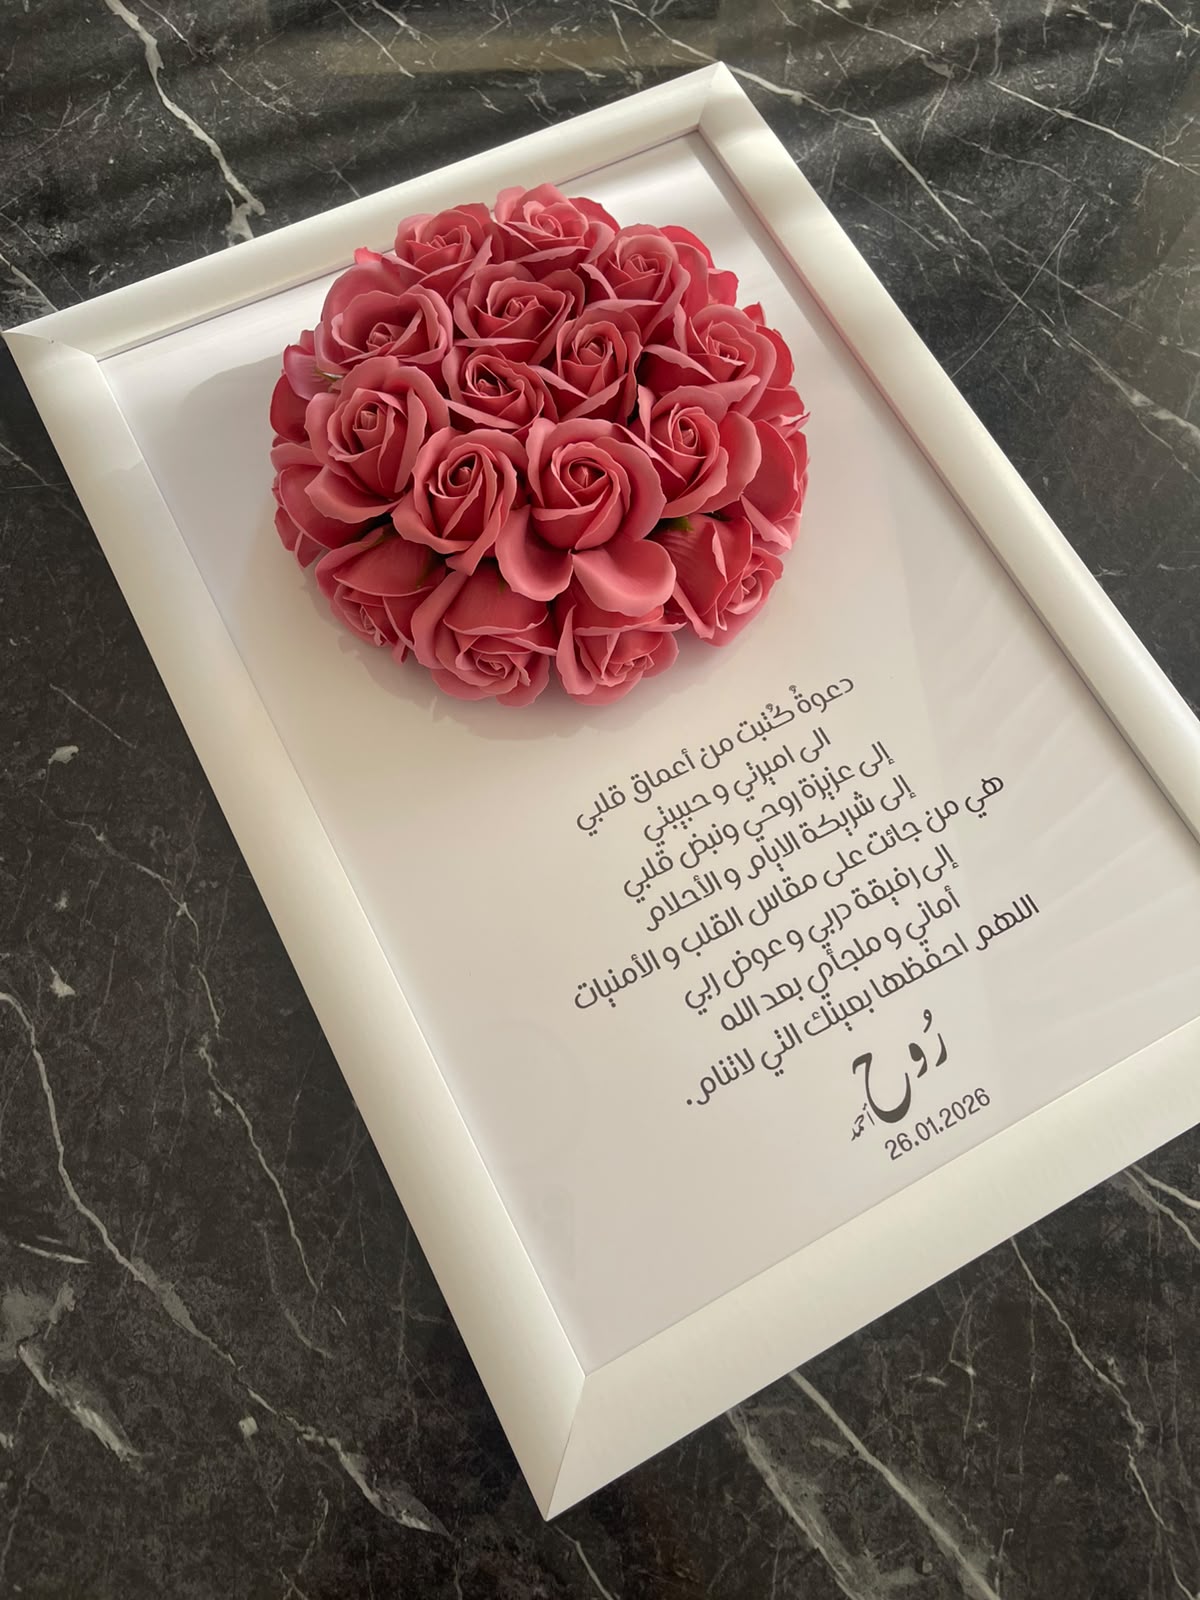 دعوةٌ كُتبت من أعماق قلبي
الى اميرتي و حبيبتي
إلى عزيزة روحي ونبض قلبي
إلى شريكة الايام و الأحلام
هي من جائت على مقاس القلب و الأمنيات
إلى رفيقة دربي و عوض ربي
أماني و ملجأي بعد الله
اللهم احفظها بعينك التي لاتنام.
رُوح
أحمد
26.01.2026